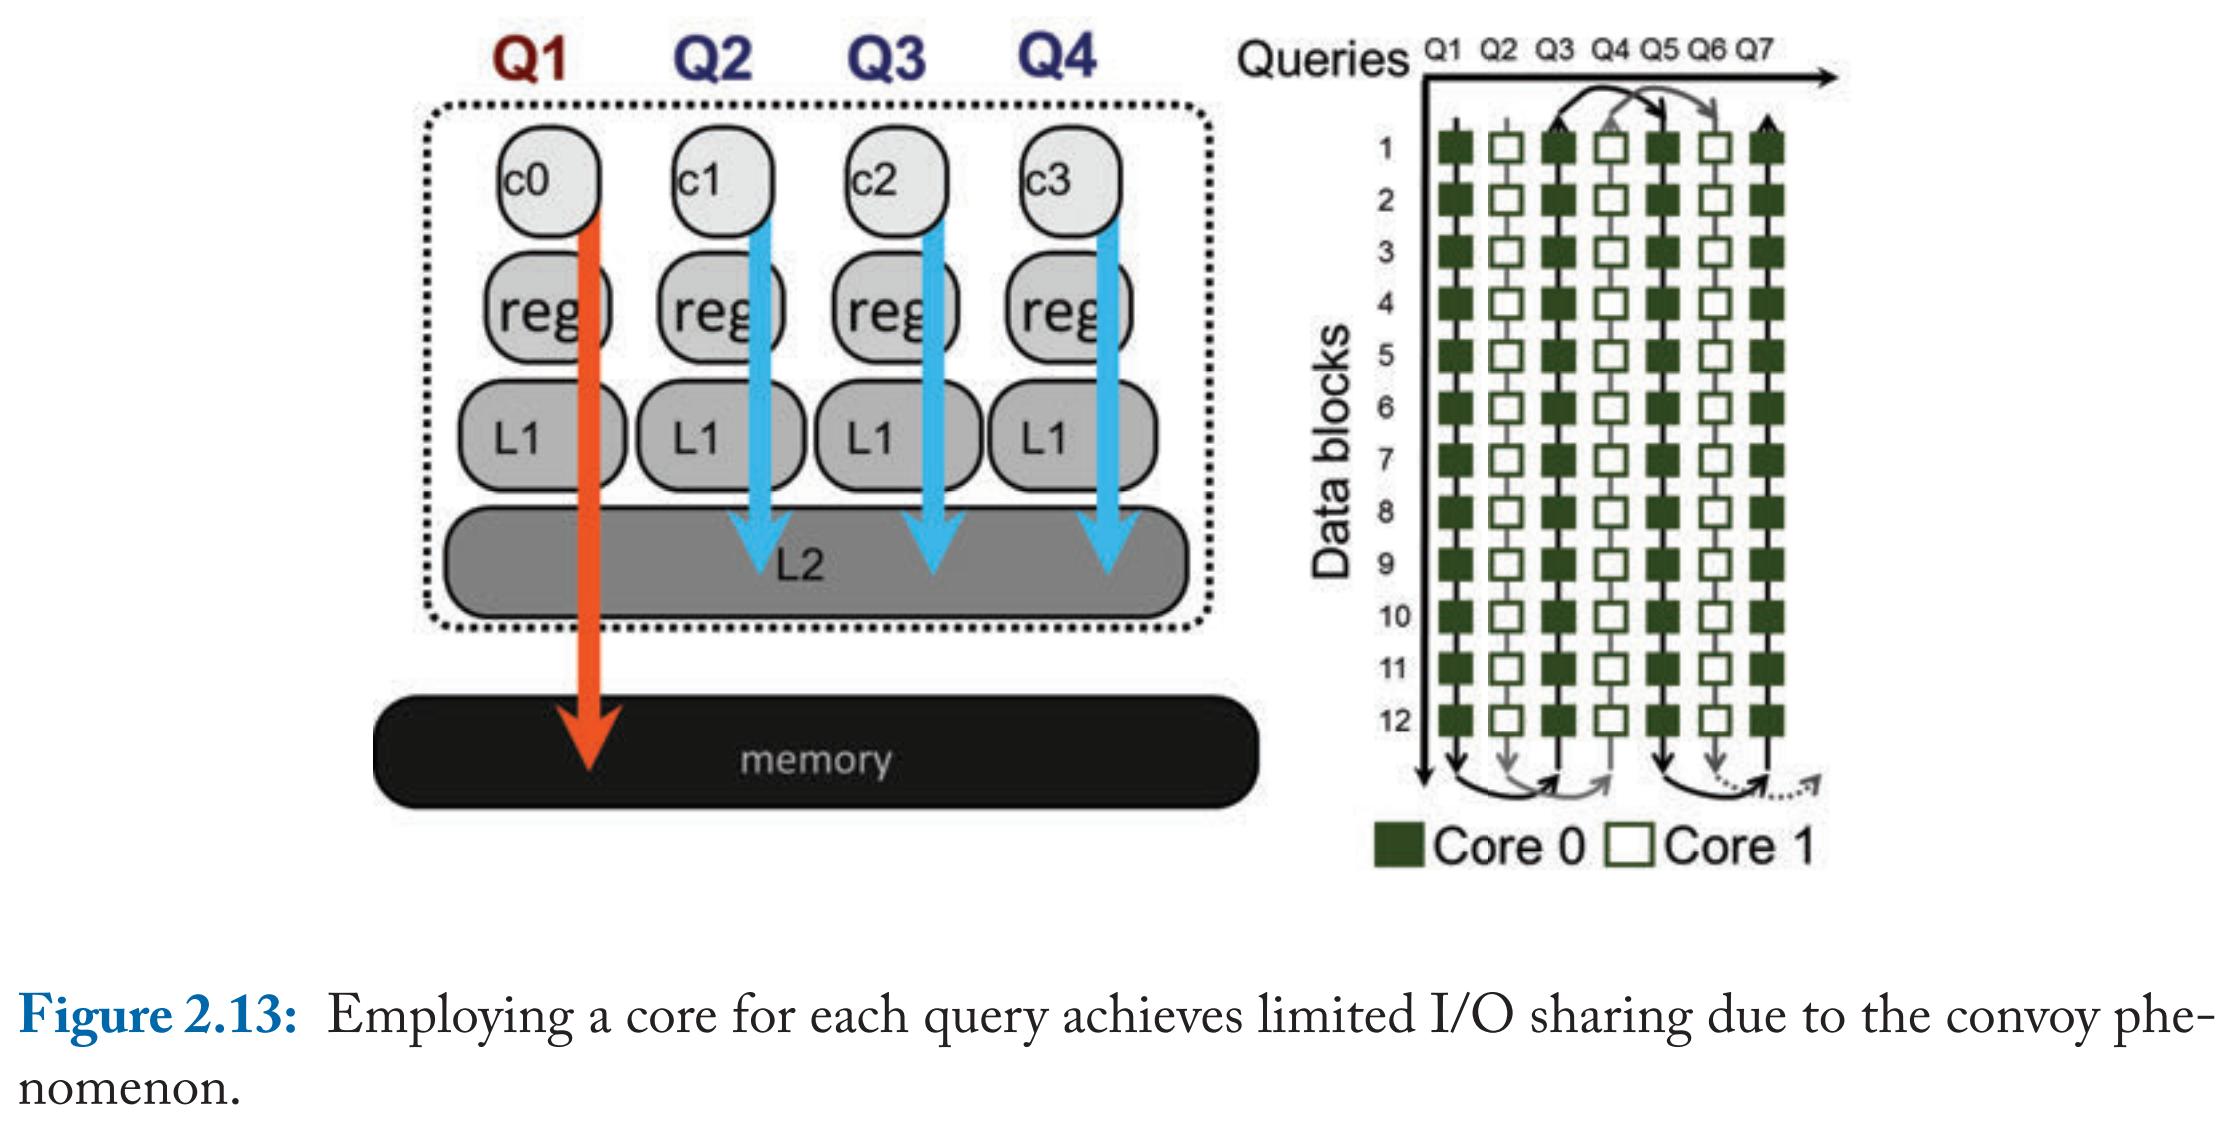 Q1 Q2 Q3 Q4
c0 c1 c2 c3
reg reg reg reg
L1 L1 L1 L1
L2
memory
Queries Q1 Q2 Q3 Q4 Q5 Q6 Q7
Data blocks
1
2
3
4
5
6
7
8
9
10
11
12
Core 0 Core 1
Figure 2.13: Employing a core for each query achieves limited I/O sharing due to the convoy phe-
nomenon.